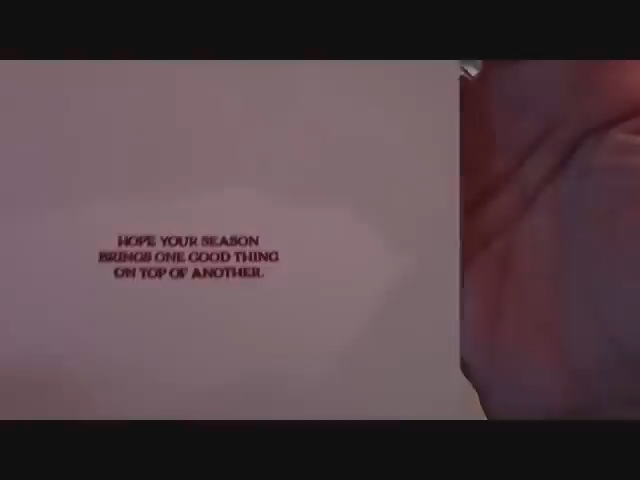 HOPE YOUR SEASON
BRINGS ONE GOOD THING
ON TOP OF ANOTHER.